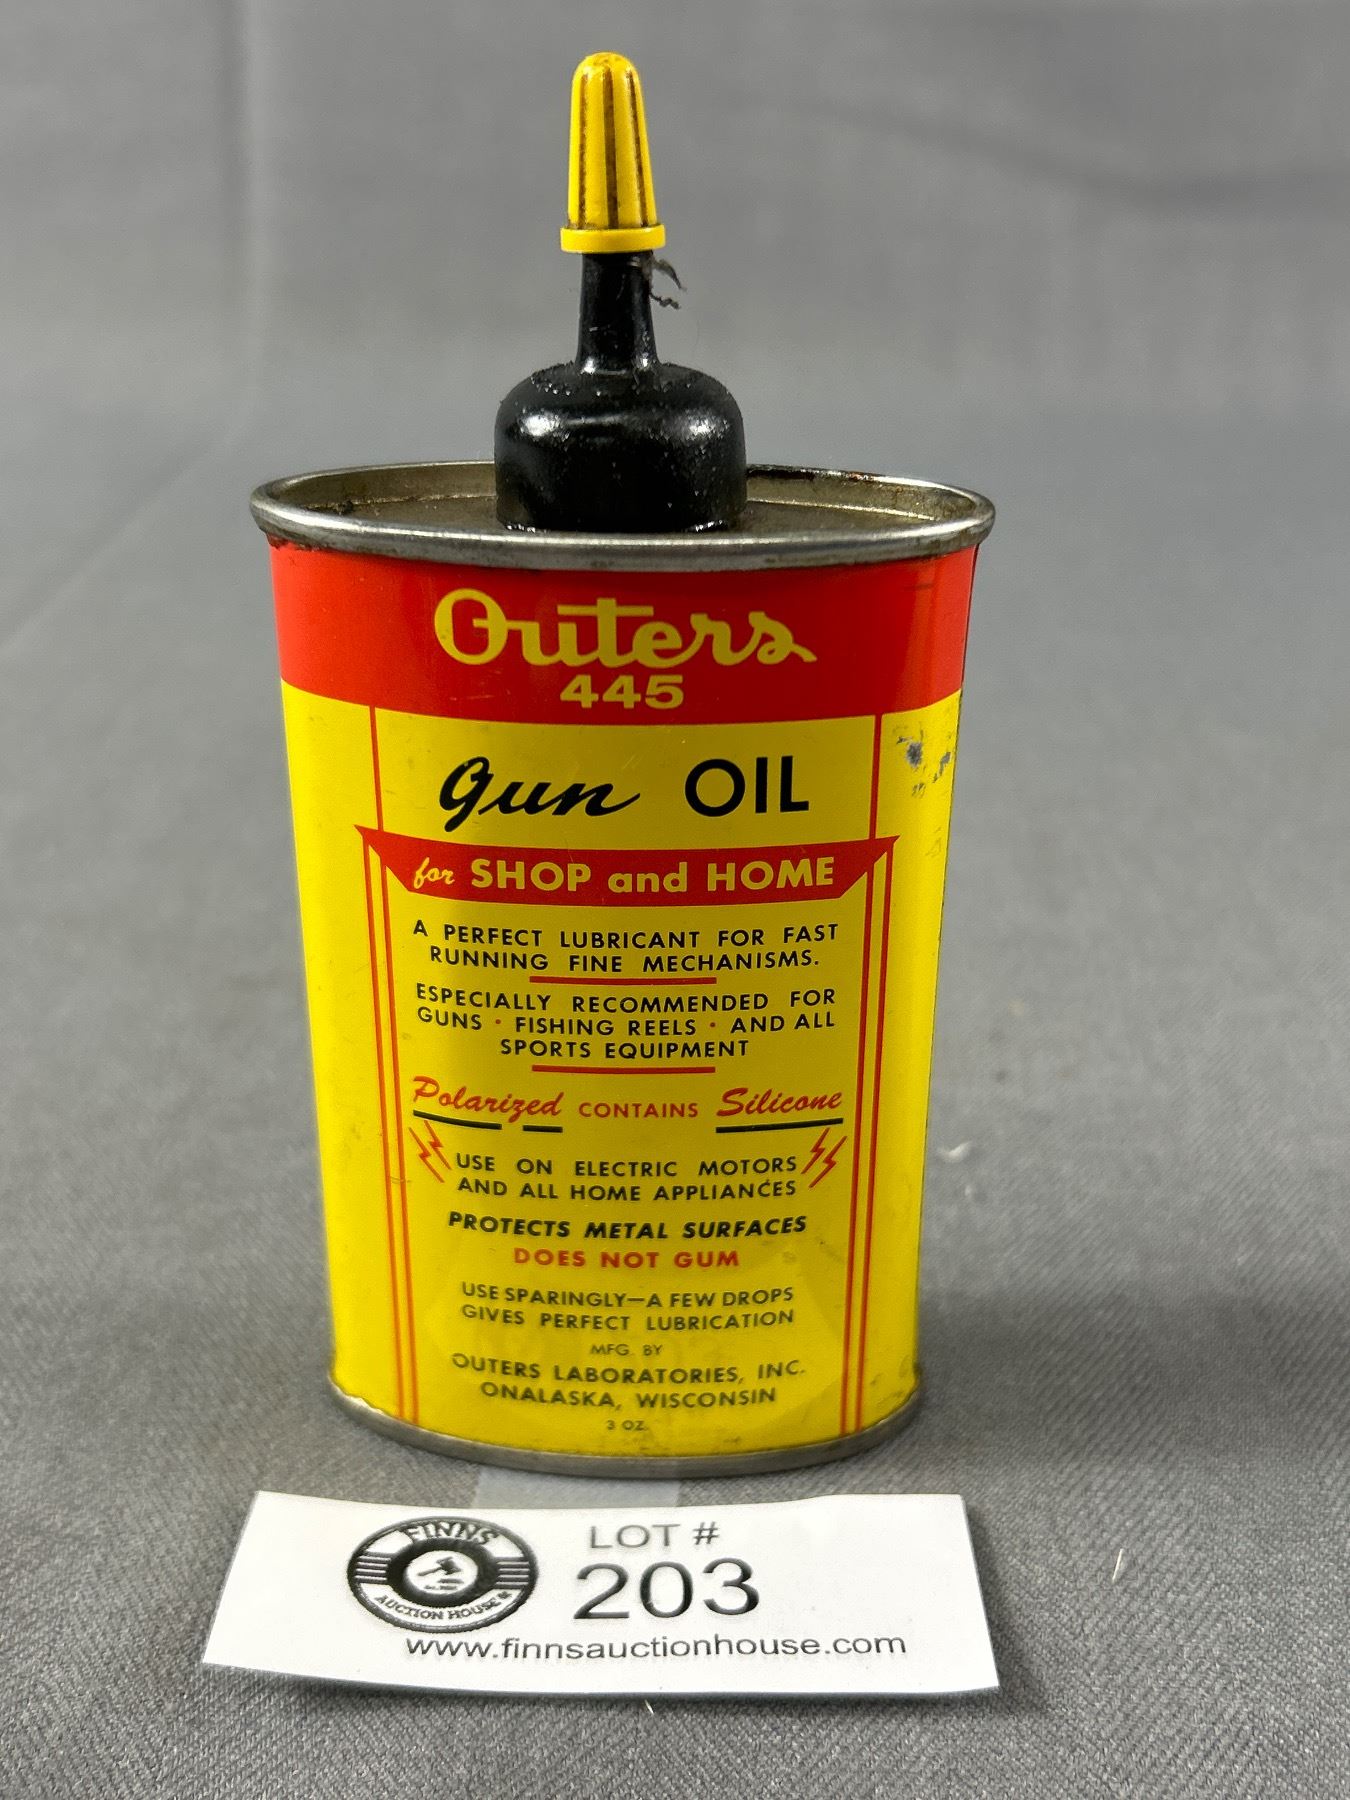 Outers
445
Gun OIL
for SHOP and HOME
A PERFECT LUBRICANT FOR FAST
RUNNING FINE MECHANISMS.
ESPECIALLY RECOMMENDED FOR
GUNS • FISHING REELS • AND ALL
SPORTS EQUIPMENT
Polarized CONTAINS Silicone
USE ON ELECTRIC MOTORS
AND ALL HOME APPLIANCES
PROTECTS METAL SURFACES
DOES NOT GUM
USE SPARINGLY—A FEW DROPS
GIVES PERFECT LUBRICATION
MFG. BY
OUTERS LABORATORIES, INC.
ONALASKA, WISCONSIN
3 OZ.
FINNS
AUCTION HOUSE
LOT #
203
www.finnsauctionhouse.com